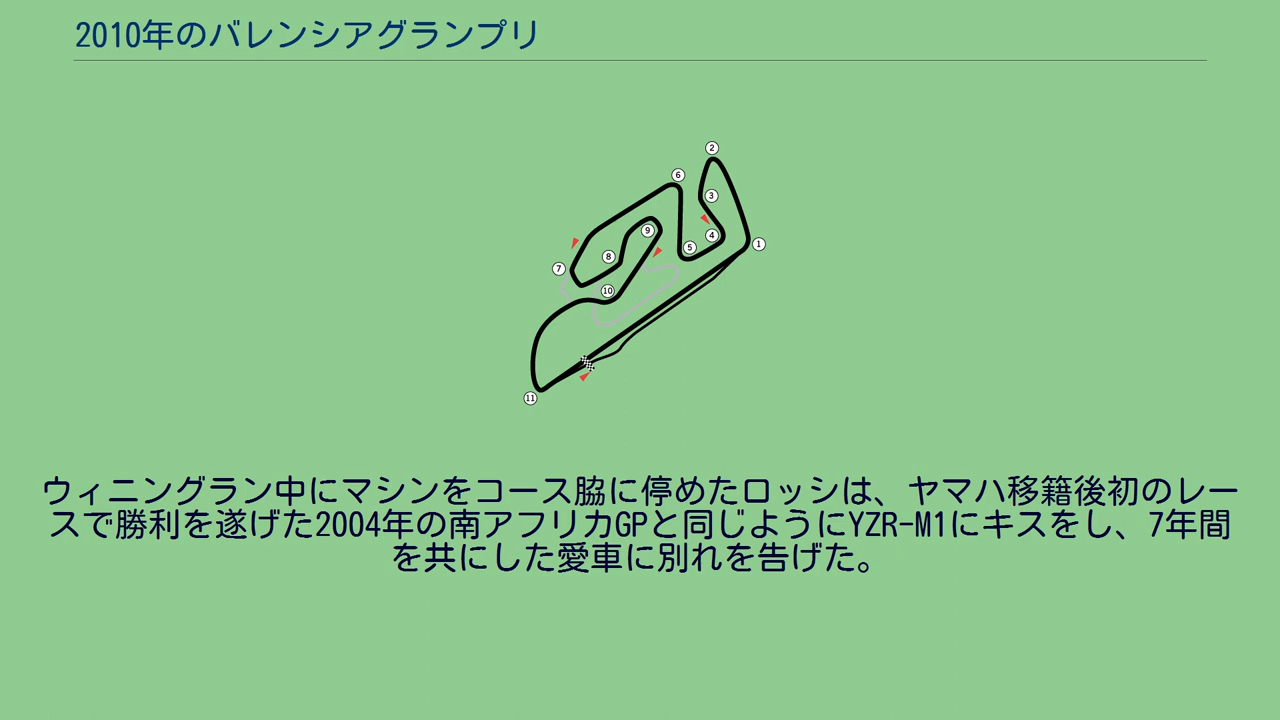 2010年のバレンシアグランプリ
2
6
3
9
4
1
5
8
7
10
11
ウィニングラン中にマシンをコース脇に停めたロッシは、ヤマハ移籍後初のレー
スで勝利を遂げた2004年の南アフリカGPと同じようにYZR-M1にキスをし、7年間
を共にした愛車に別れを告げた。